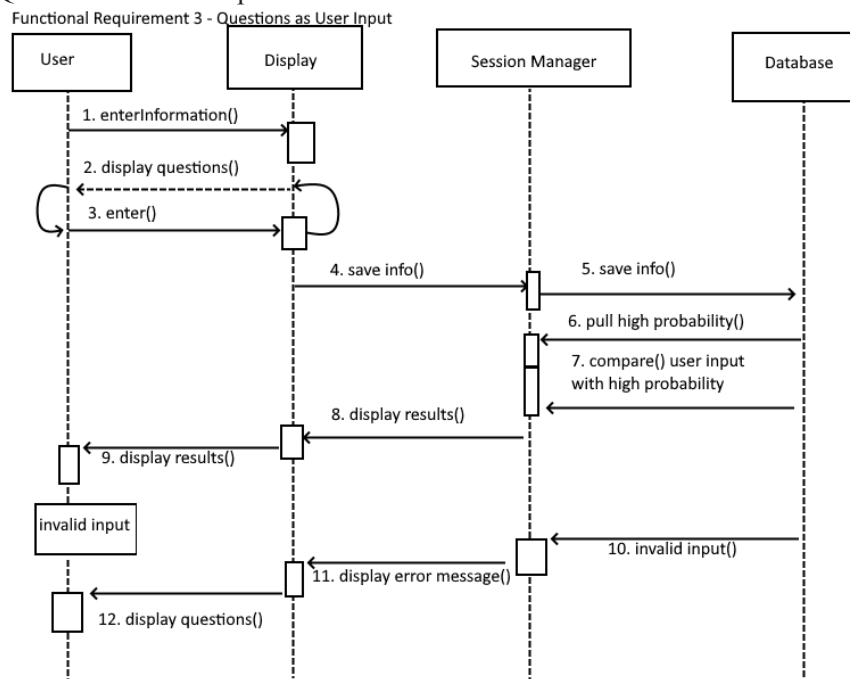 Functional Requirement 3 - Questions as User Input
User
Display
Session Manager
Database
1. enterInformation()
2. display questions()
3. enter()
4. save info()
5. save info()
6. pull high probability()
7. compare() user input
with high probability
8. display results()
9. display results()
invalid input
10. invalid input()
11. display error message()
12. display questions()